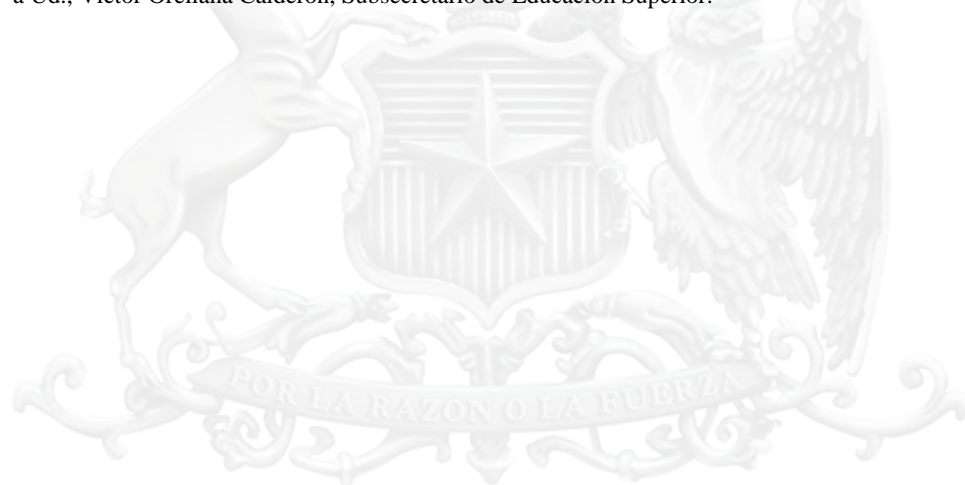 a Ud., Víctor Orellana Calderón, Subsecretario de Educación Superior.
POR LA RAZON O LA FUERZA